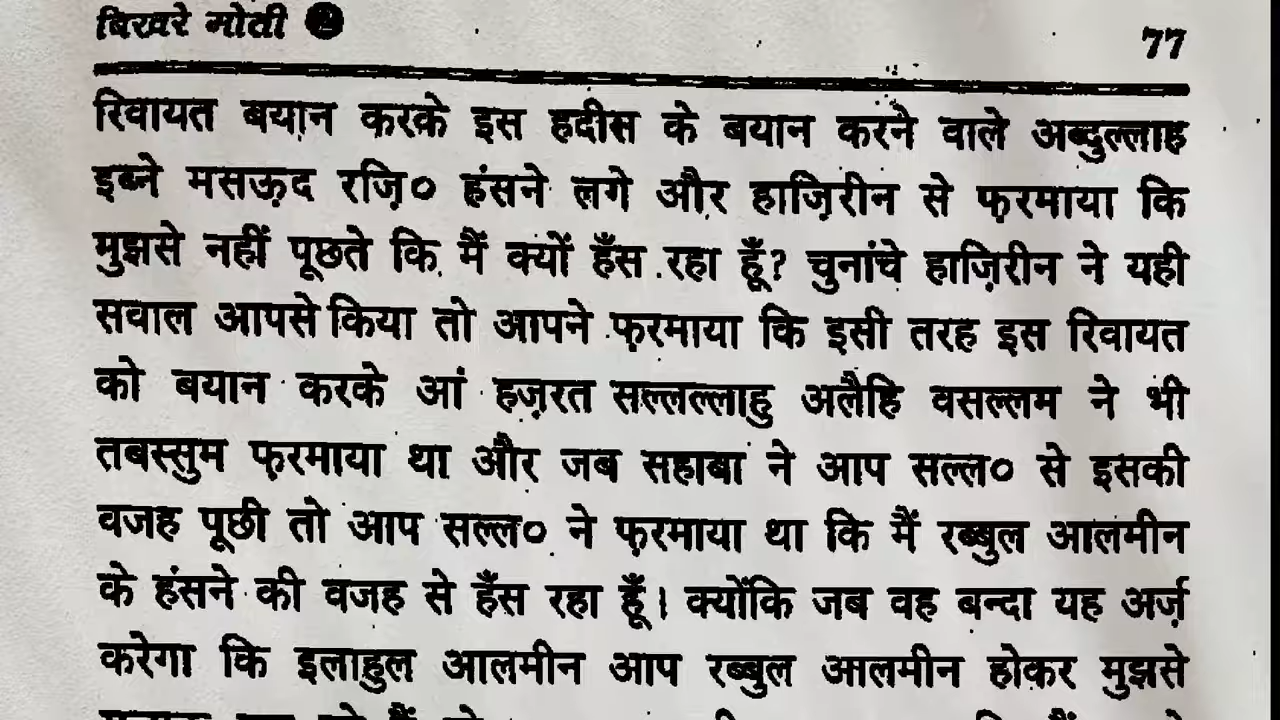 बिखरे मोती
77
रिवायत बयान करके इस हदीस के बयान करने वाले अब्दुल्लाह
इब्ने मसऊद रज़ि० हंसने लगे और हाज़िरीन से फ़रमाया कि
मुझसे नहीं पूछते कि मैं क्यों हँस रहा हूँ? चुनांचे हाज़िरीन ने यही
सवाल आपसे किया तो आपने फ़रमाया कि इसी तरह इस रिवायत
को बयान करके आं हज़रत सल्लल्लाहु अलैहि वसल्लम ने भी
तबस्सुम फ़रमाया था और जब सहाबा ने आप सल्ल० से इसकी
वजह पूछी तो आप सल्ल० ने फ़रमाया था कि मैं रब्बुल आलमीन
के हंसने की वजह से हँस रहा हूँ। क्योंकि जब वह बन्दा यह अर्ज़
करेगा कि इलाहुल आलमीन आप रब्बुल आलमीन होकर मुझसे